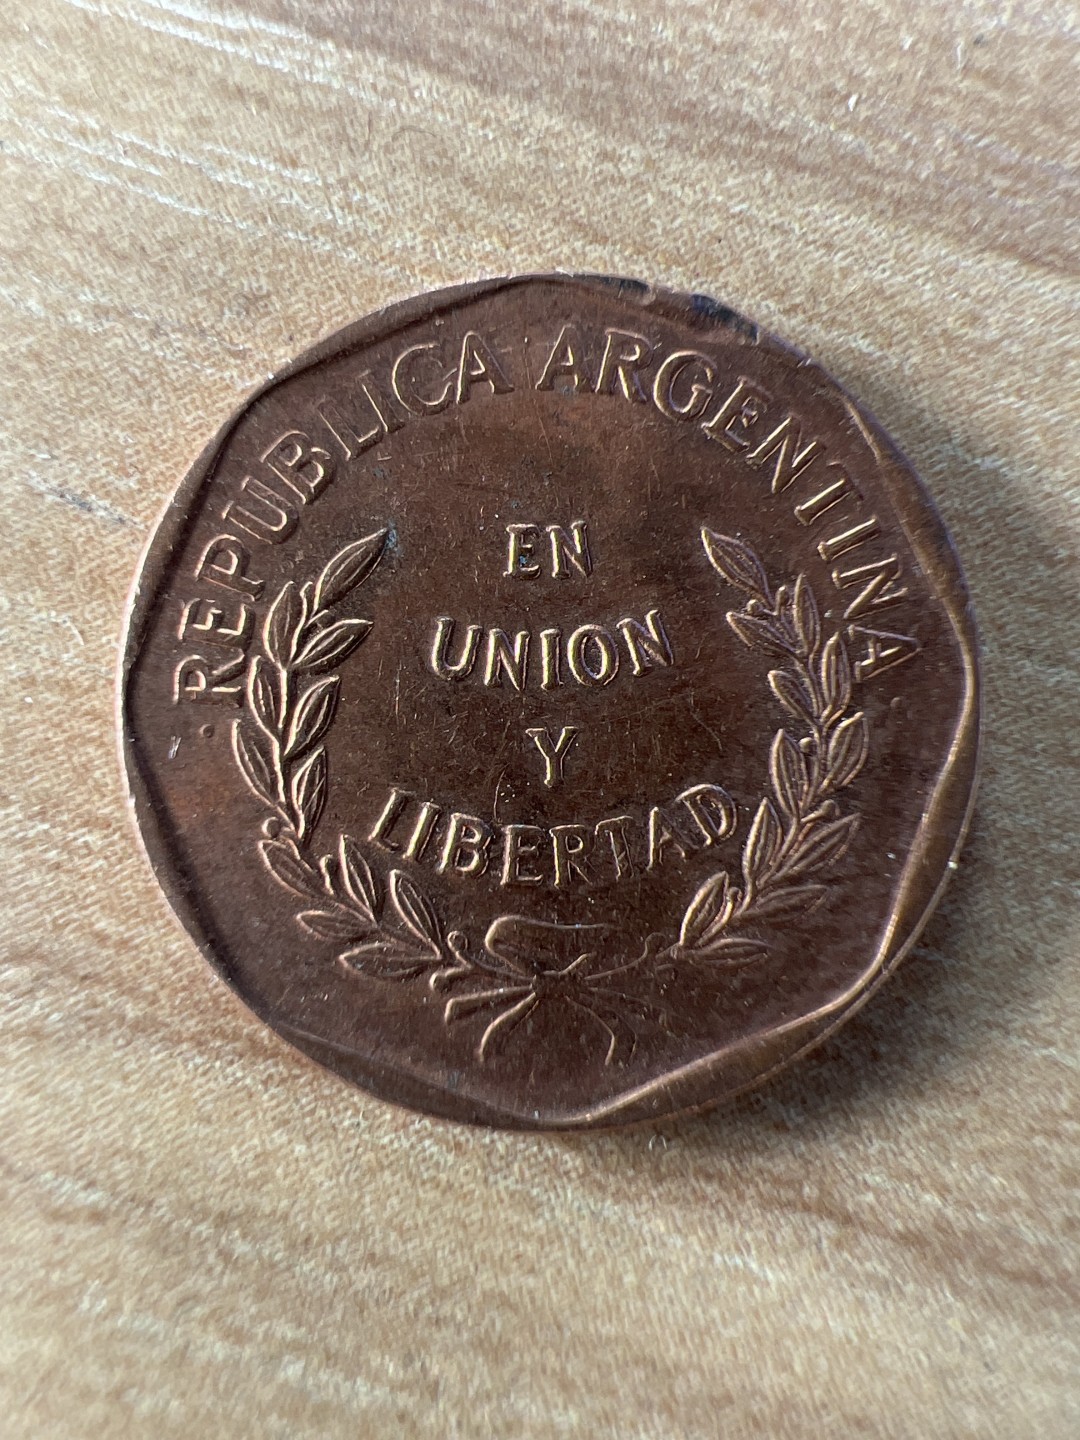 REPUBLICA ARGENTINA
EN
UNION
Y
LIBERTAD